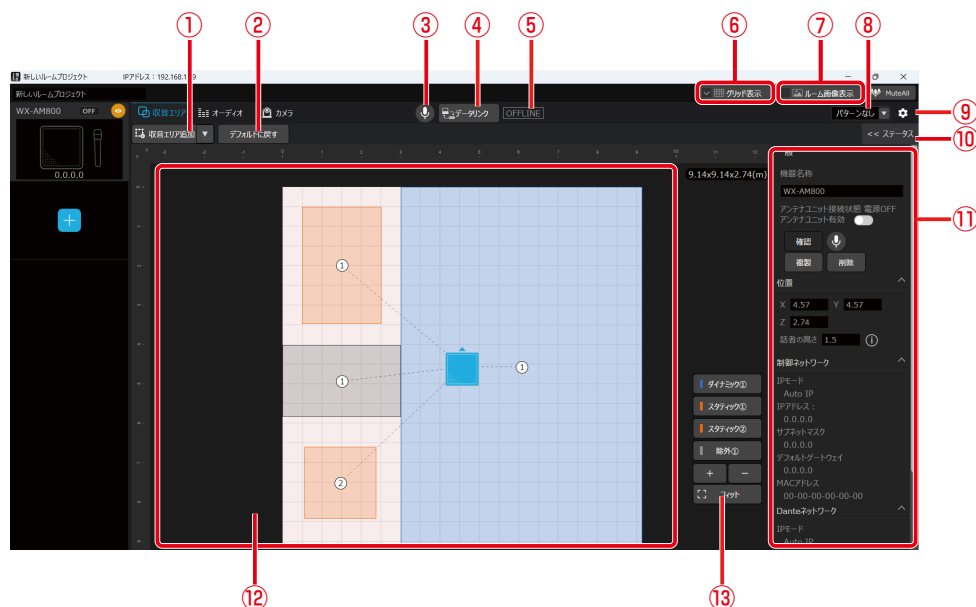 ① ② ③ ④ ⑤ ⑥ ⑦ ⑧
新しいルームプロジェクト IPアドレス : 192.168.1 9
新しいルームプロジェクト
グリッド表示 ルーム画像表示 MuteAll
WX-AM800 OFF
収音エリア オーディオ カメラ データリンク OFFLINE パターンなし ⑨
収音エリア追加 デフォルトに戻す << ステータス ⑩
0.0.0.0
9.14x9.14x2.74(m)
機器名称
WX-AM800
アンテナユニット接続状態 電源OFF
アンテナユニット有効
⑪
確認
複製 削除
位置
X 4.57 Y 4.57
Z 2.74
話者の高さ 1.5
制御ネットワーク
IPモード
Auto IP
IPアドレス :
0.0.0.0
サブネットマスク
0.0.0.0
デフォルトゲートウェイ
0.0.0.0
MACアドレス
00-00-00-00-00-00
Danteネットワーク
IPモード
Auto IP
①
①
①
②
ダイナミック①
スタティック①
スタティック②
除外①
+ −
フィット
⑫ ⑬